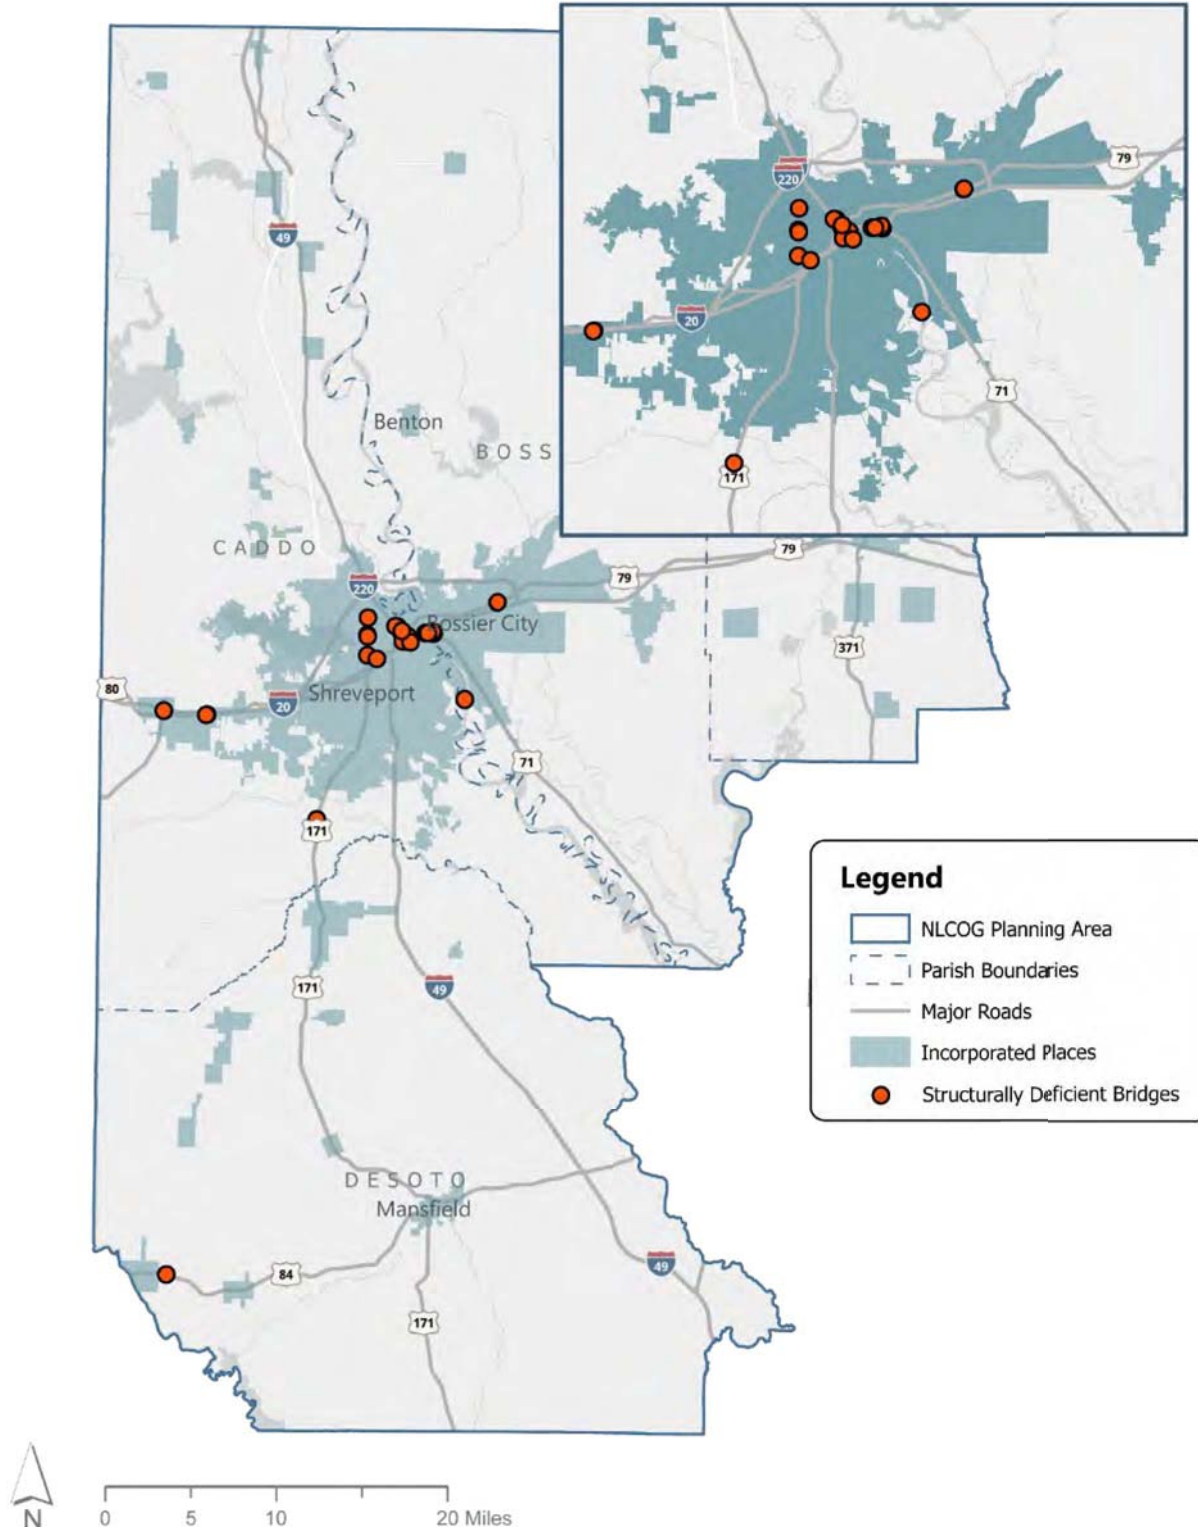 79
220
20
71
171
49
Benton
BOSS
CADDO
79
220
79
Bossier City
371
80
Shreveport
20
71
171
Legend
NLCOG Planning Area
Parish Boundaries
171
49
Major Roads
Incorporated Places
Structurally Deficient Bridges
DESOTO
Mansfield
84
49
171
N
0 5 10 20 Miles